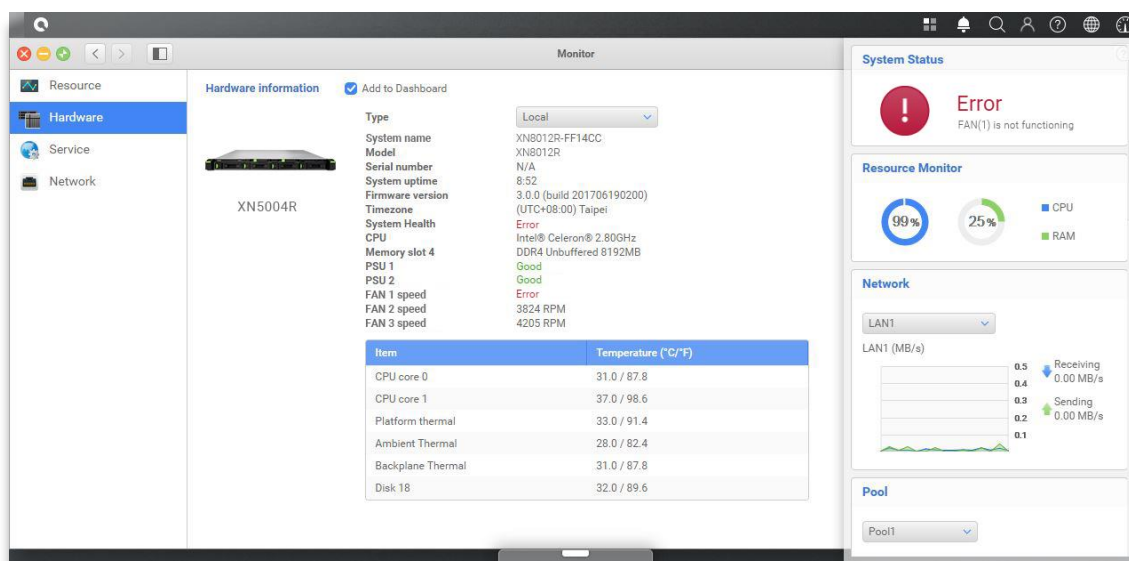 Monitor
Resource
Hardware
Service
Network
Hardware information
Add to Dashboard
XN5004R
Type Local
System name XN8012R-FF14CC
Model XN8012R
Serial number N/A
System uptime 8:52
Firmware version 3.0.0 (build 201706190200)
Timezone (UTC+08:00) Taipei
System Health Error
CPU Intel® Celeron® 2.80GHz
Memory slot 4 DDR4 Unbuffered 8192MB
PSU 1 Good
PSU 2 Good
FAN 1 speed Error
FAN 2 speed 3824 RPM
FAN 3 speed 4205 RPM
Item Temperature (°C/°F)
CPU core 0 31.0 / 87.8
CPU core 1 37.0 / 98.6
Platform thermal 33.0 / 91.4
Ambient Thermal 28.0 / 82.4
Backplane Thermal 31.0 / 87.8
Disk 18 32.0 / 89.6
System Status
Error
FAN(1) is not functioning
Resource Monitor
99%
25%
CPU
RAM
Network
LAN1
LAN1 (MB/s)
0.5
0.4
0.3
0.2
0.1
Receiving
0.00 MB/s
Sending
0.00 MB/s
Pool
Pool1